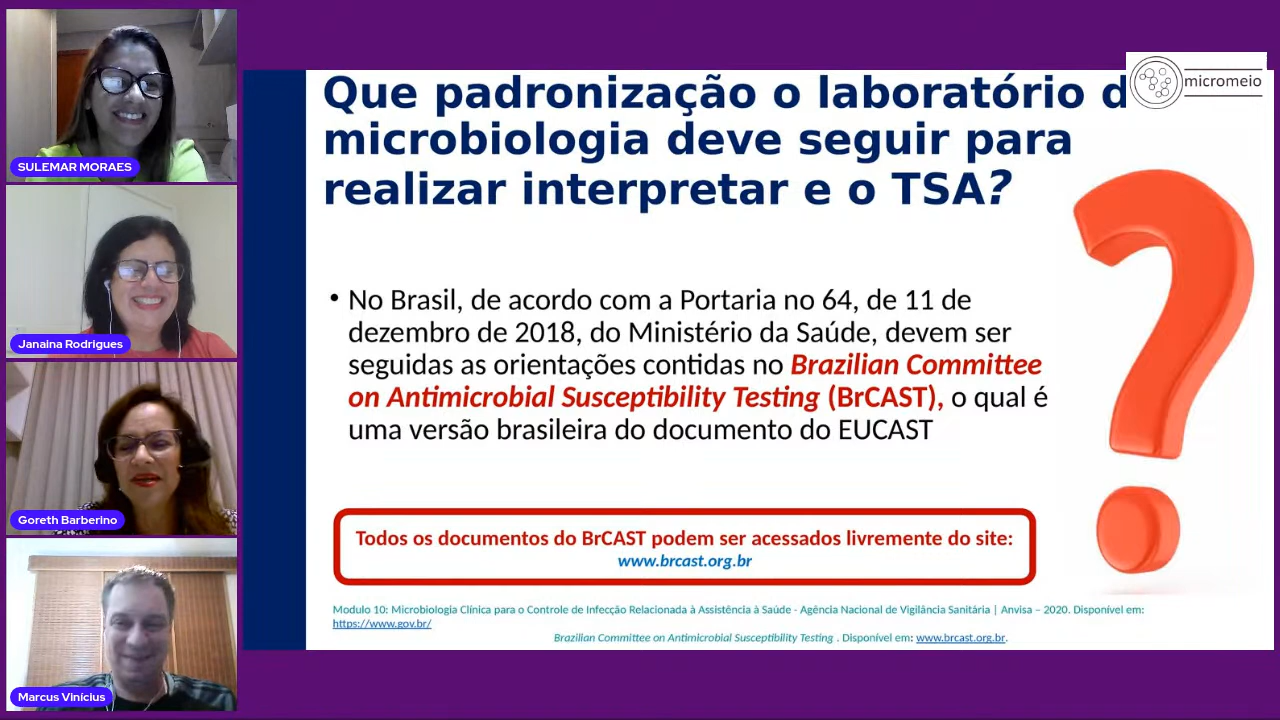 SULEMAR MORAES
Janaina Rodrigues
Goreth Barberino
Marcus Vinícius
micromeio
Que padronização o laboratório d
microbiologia deve seguir para
realizar interpretar e o TSA?
• No Brasil, de acordo com a Portaria no 64, de 11 de
dezembro de 2018, do Ministério da Saúde, devem ser
seguidas as orientações contidas no Brazilian Committee
on Antimicrobial Susceptibility Testing (BrCAST), o qual é
uma versão brasileira do documento do EUCAST
Todos os documentos do BrCAST podem ser acessados livremente do site:
www.brcast.org.br
Modulo 10: Microbiologia Clínica para o Controle de Infecção Relacionada à Assistência à Saúde - Agência Nacional de Vigilância Sanitária | Anvisa – 2020. Disponível em:
https://www.gov.br/
Brazilian Committee on Antimicrobial Susceptibility Testing . Disponível em: www.brcast.org.br.